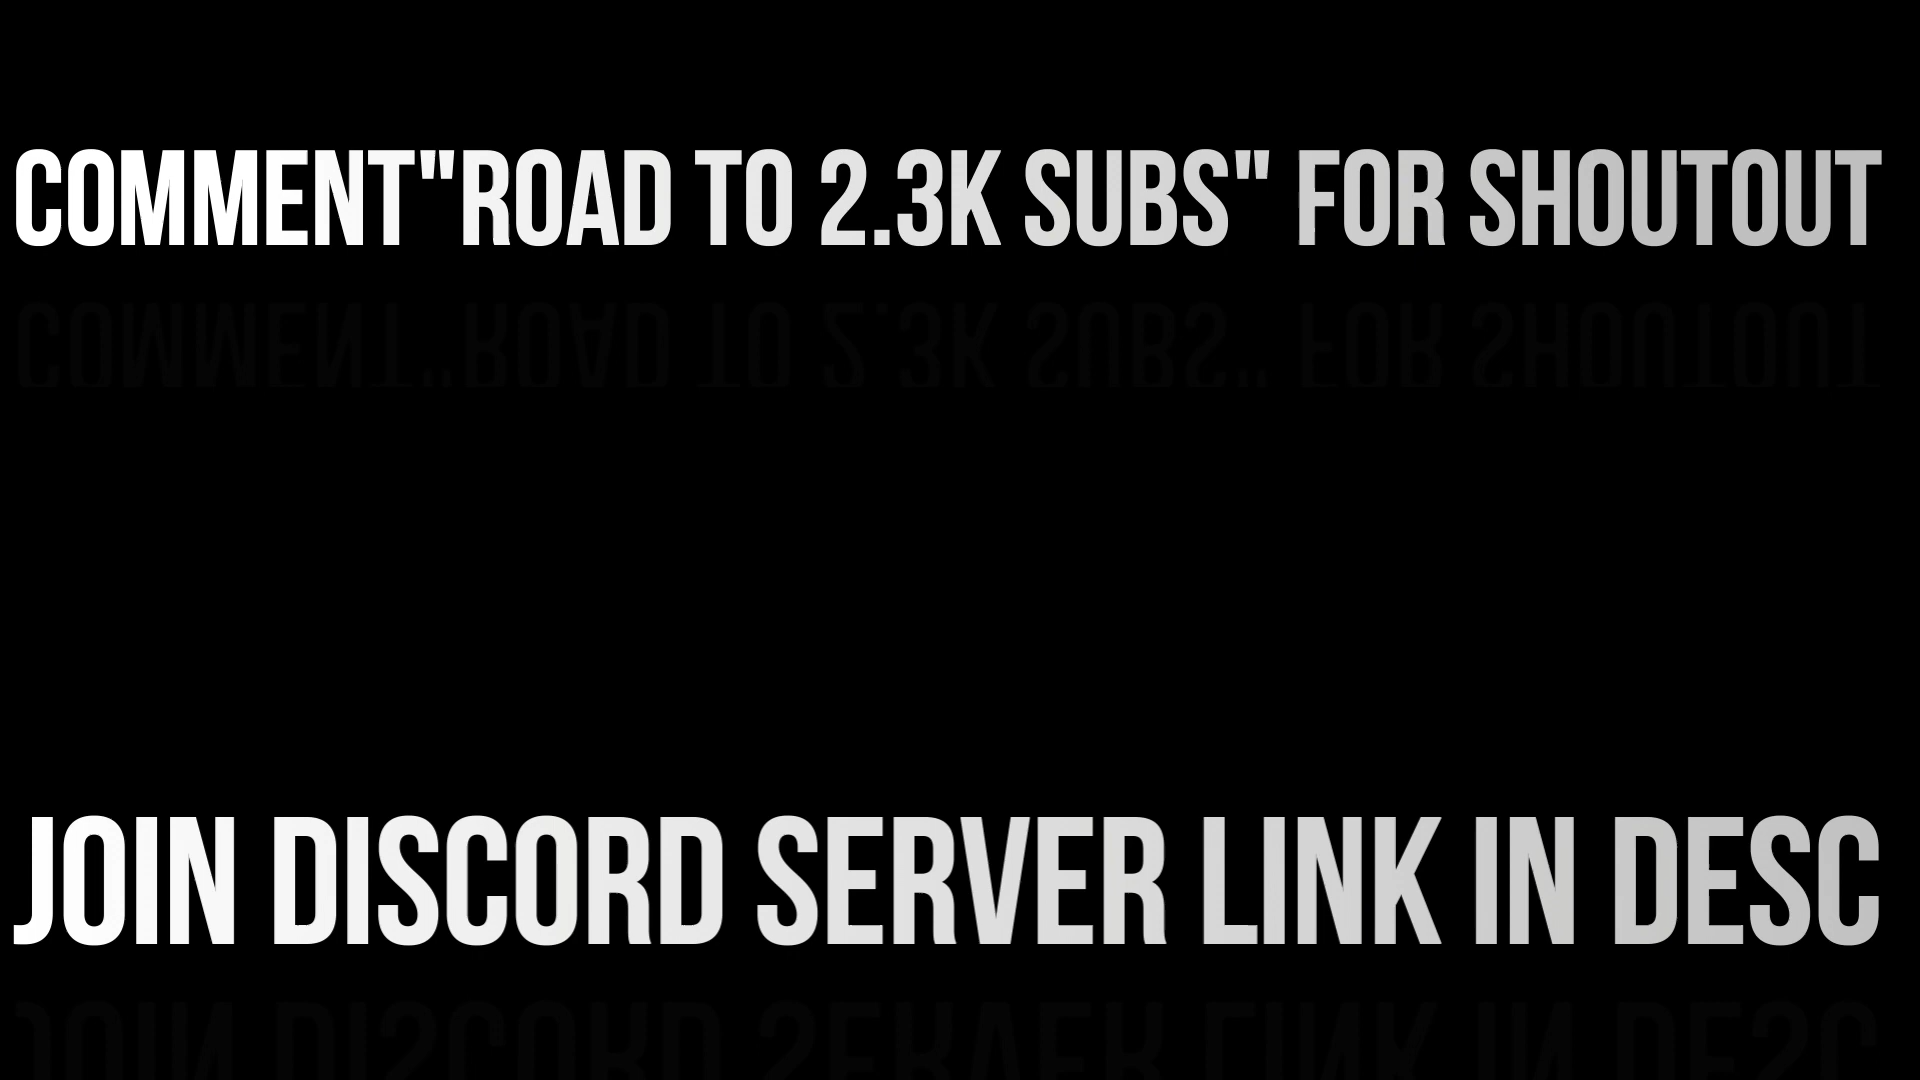 COMMENT"ROAD TO 2.3K SUBS" FOR SHOUTOUT
JOIN DISCORD SERVER LINK IN DESC